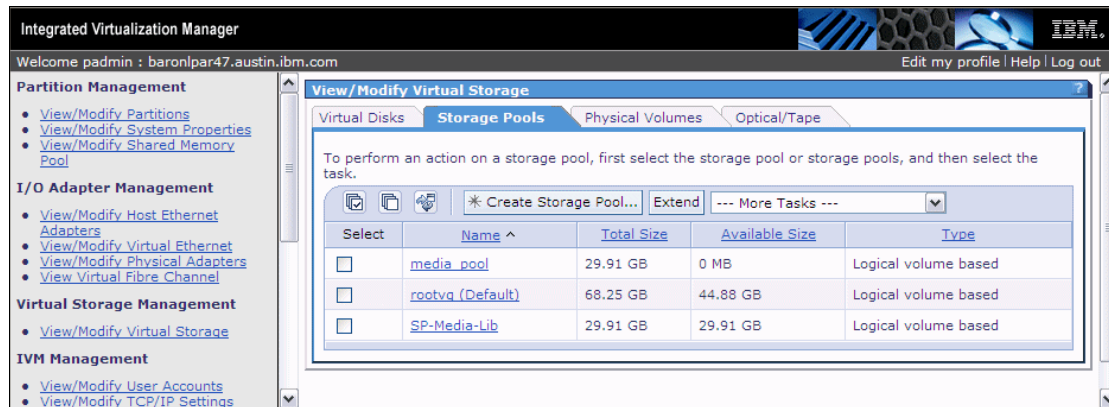 Integrated Virtualization Manager
IBM.
Welcome padmin : baronlpar47.austin.ibm.com
Edit my profile | Help | Log out
Partition Management
View/Modify Partitions
View/Modify System Properties
View/Modify Shared Memory
Pool
I/O Adapter Management
View/Modify Host Ethernet
Adapters
View/Modify Virtual Ethernet
View/Modify Physical Adapters
View Virtual Fibre Channel
Virtual Storage Management
View/Modify Virtual Storage
IVM Management
View/Modify User Accounts
View/Modify TCP/IP Settings
View/Modify Virtual Storage ?
Virtual Disks Storage Pools Physical Volumes Optical/Tape
To perform an action on a storage pool, first select the storage pool or storage pools, and then select the
task.
Create Storage Pool... Extend --- More Tasks ---
Select Name ^ Total Size Available Size Type
media_pool 29.91 GB 0 MB Logical volume based
rootvg (Default) 68.25 GB 44.88 GB Logical volume based
SP-Media-Lib 29.91 GB 29.91 GB Logical volume based